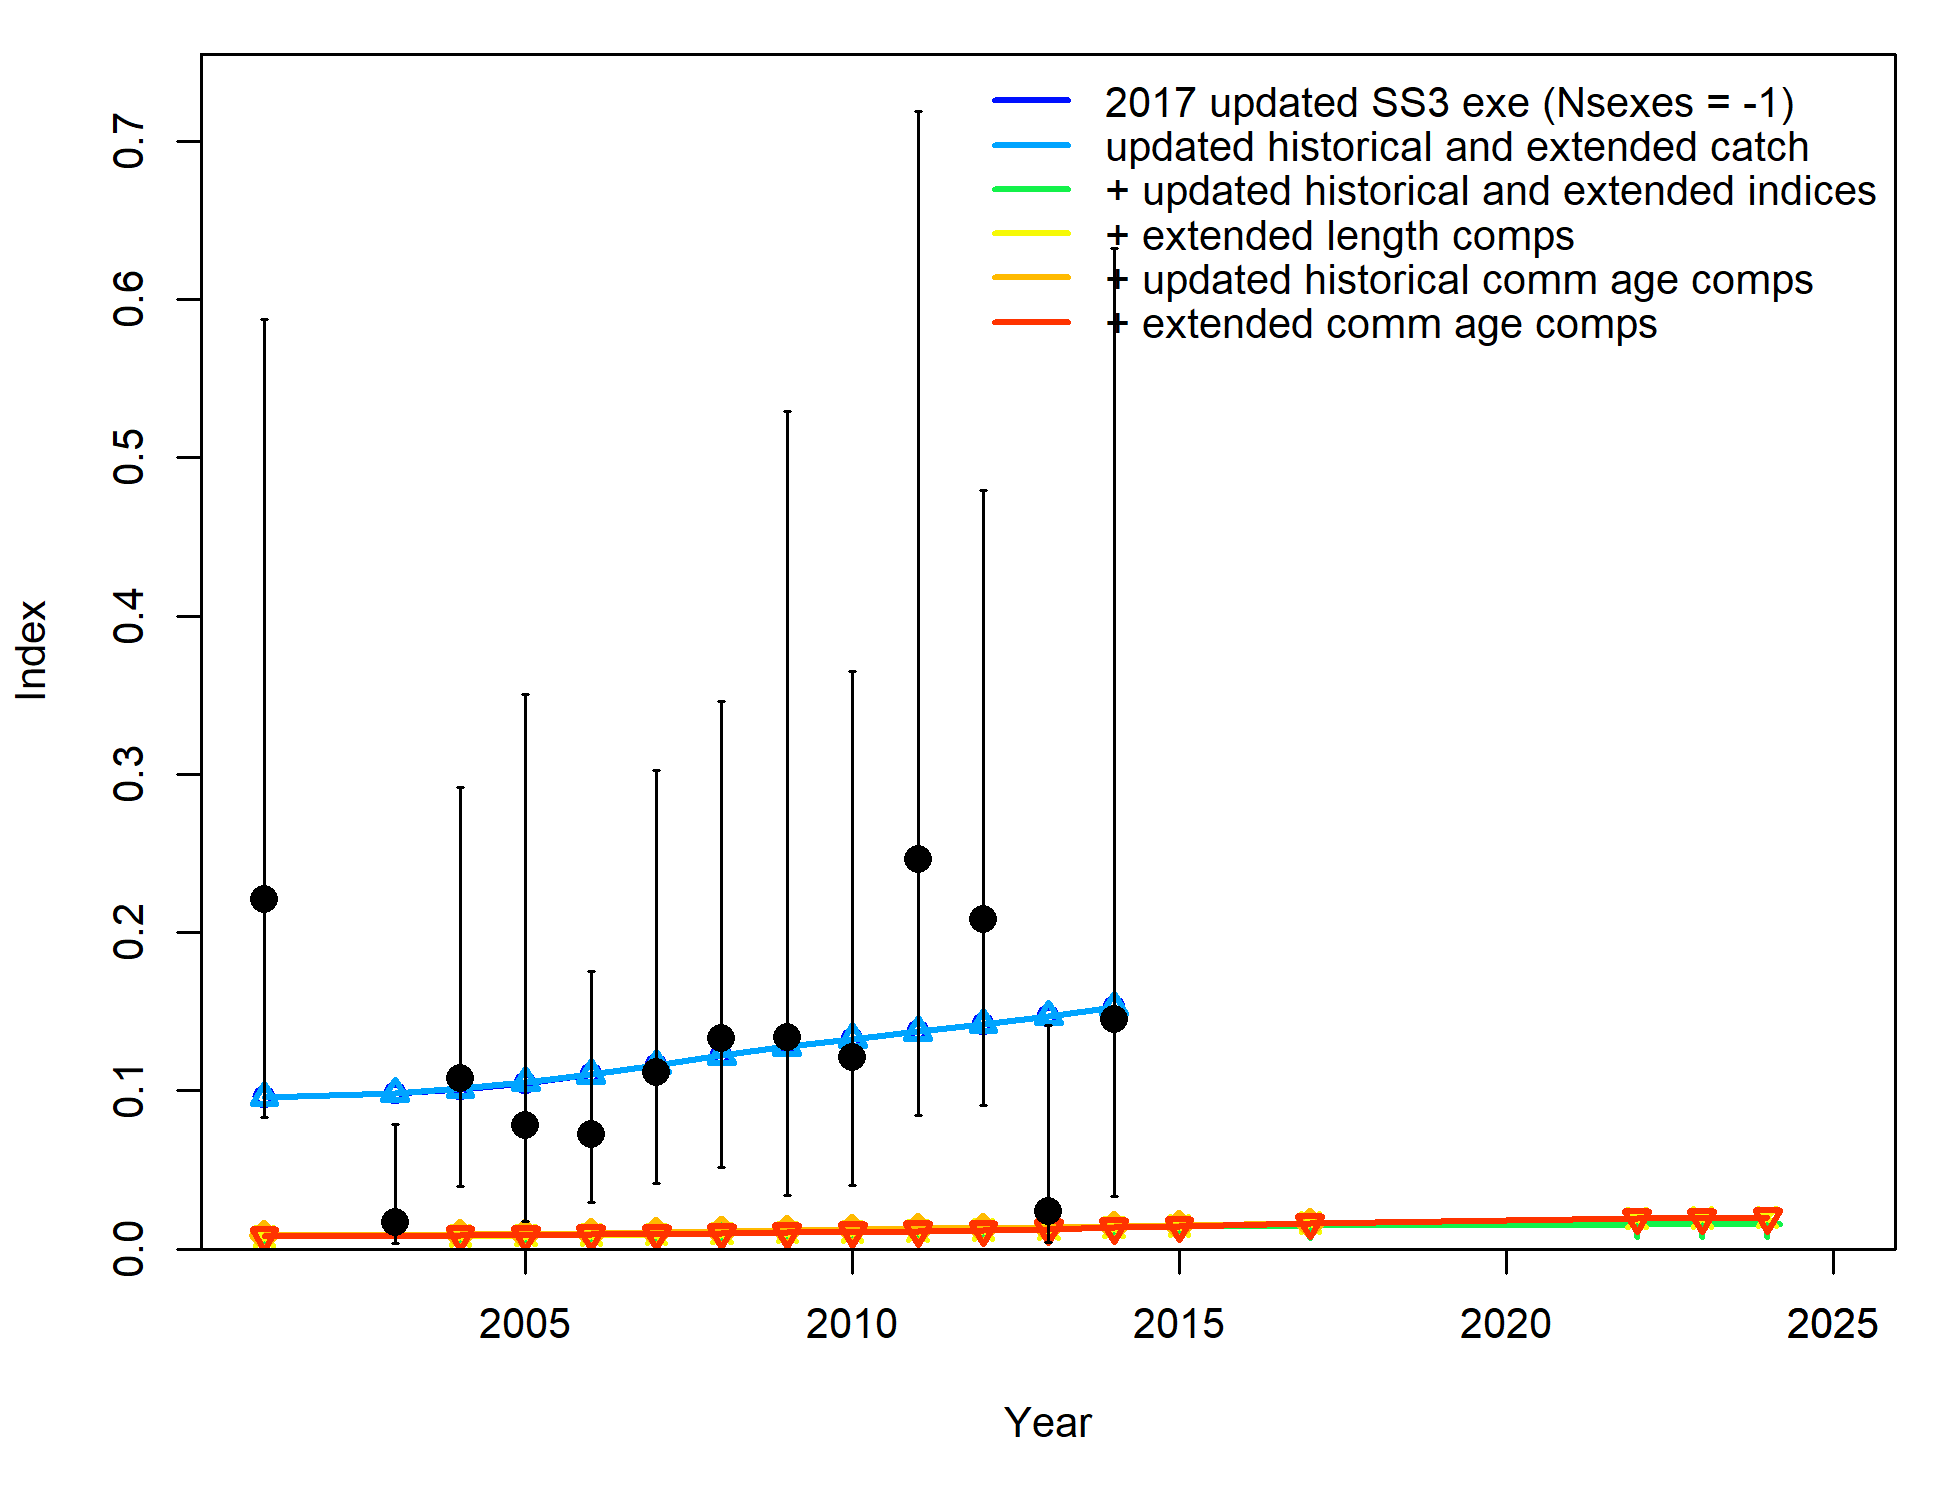 2017 updated SS3 exe (Nsexes = -1)
updated historical and extended catch
+ updated historical and extended indices
+ extended length comps
+ updated historical comm age comps
+ extended comm age comps
0.7
0.6
0.5
0.4
0.3
0.2
0.1
0.0
Index
2005 2010 2015 2020 2025
Year